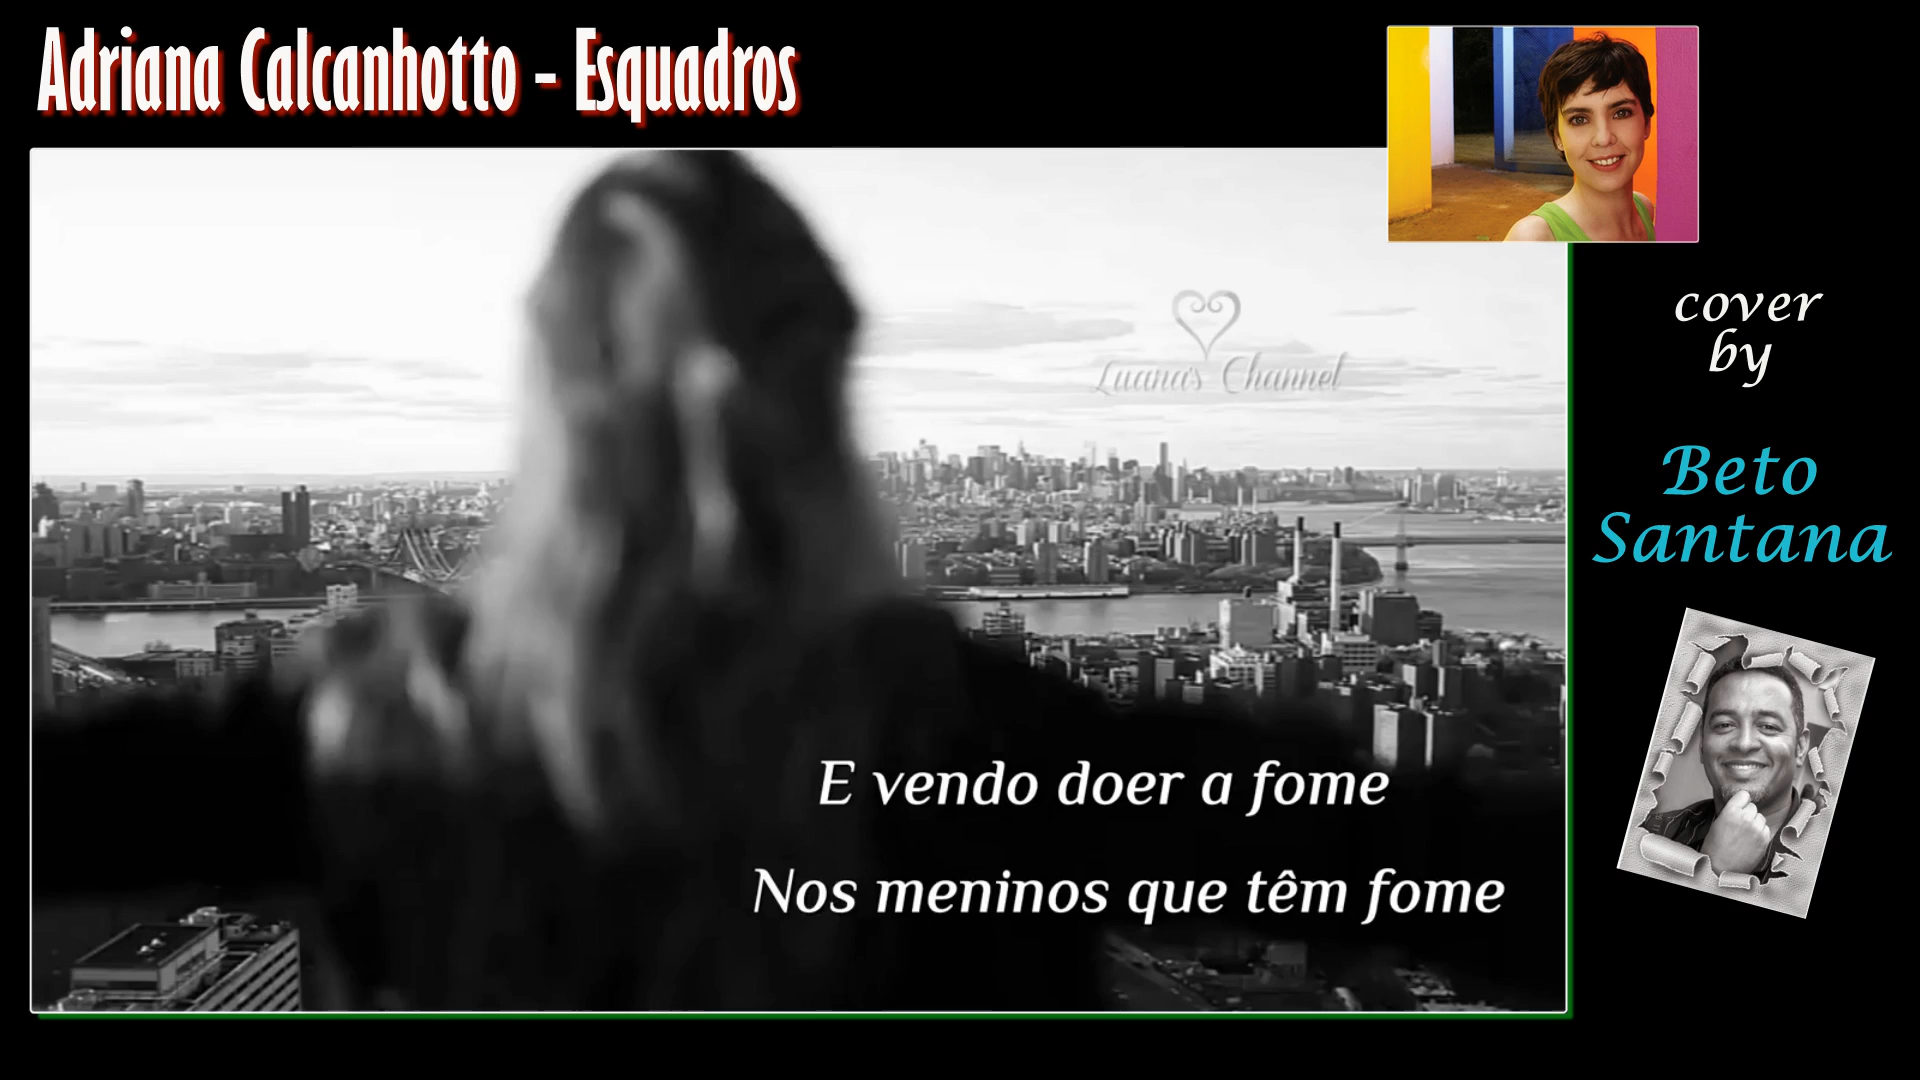 Adriana Calcanhotto - Esquadros
cover
by
Luana's Channel
Beto
Santana
E vendo doer a fome
Nos meninos que têm fome